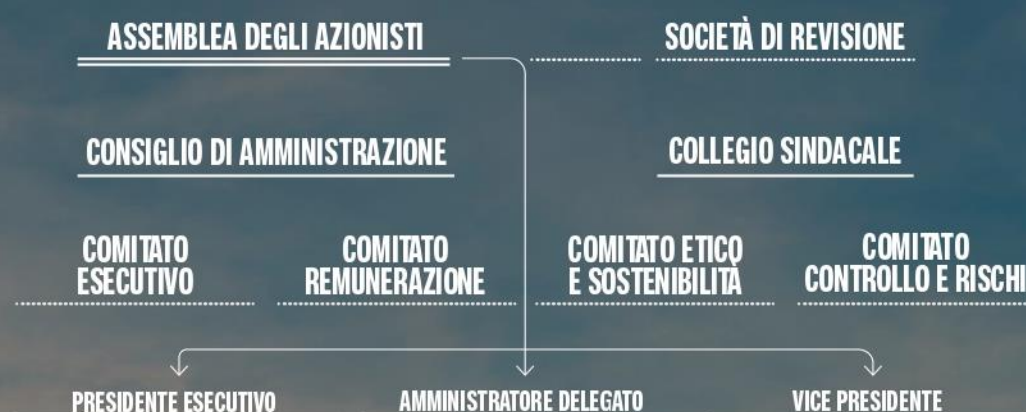 ASSEMBLEA DEGLI AZIONISTI
SOCIETÀ DI REVISIONE
CONSIGLIO DI AMMINISTRAZIONE
COLLEGIO SINDACALE
COMITATO
ESECUTIVO
COMITATO
REMUNERAZIONE
COMITATO ETICO
E SOSTENIBILITÀ
COMITATO
CONTROLLO E RISCHI
PRESIDENTE ESECUTIVO
AMMINISTRATORE DELEGATO
VICE PRESIDENTE